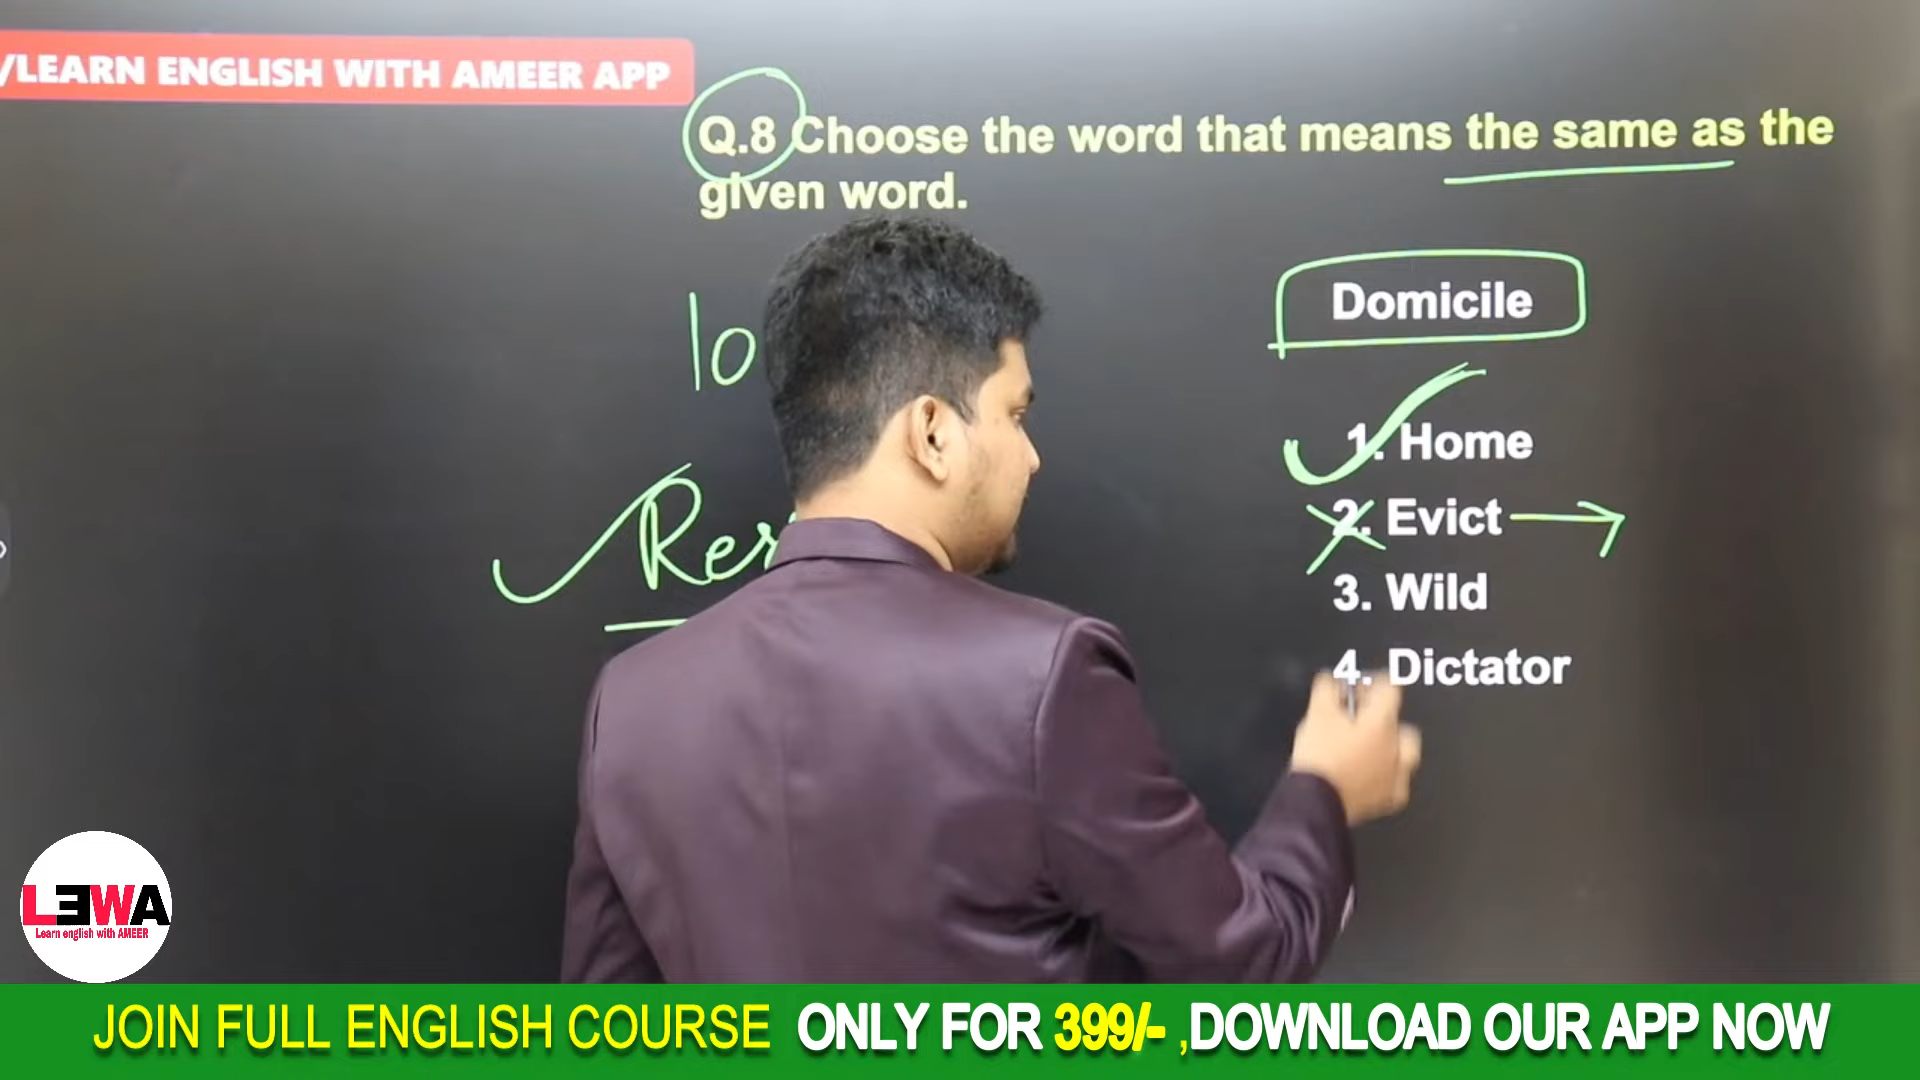 /LEARN ENGLISH WITH AMEER APP
Q.8 Choose the word that means the same as the
given word.
Domicile
1. Home
2. Evict
3. Wild
4. Dictator
LEWA
Learn english with AMEER
JOIN FULL ENGLISH COURSE ONLY FOR 399/- ,DOWNLOAD OUR APP NOW